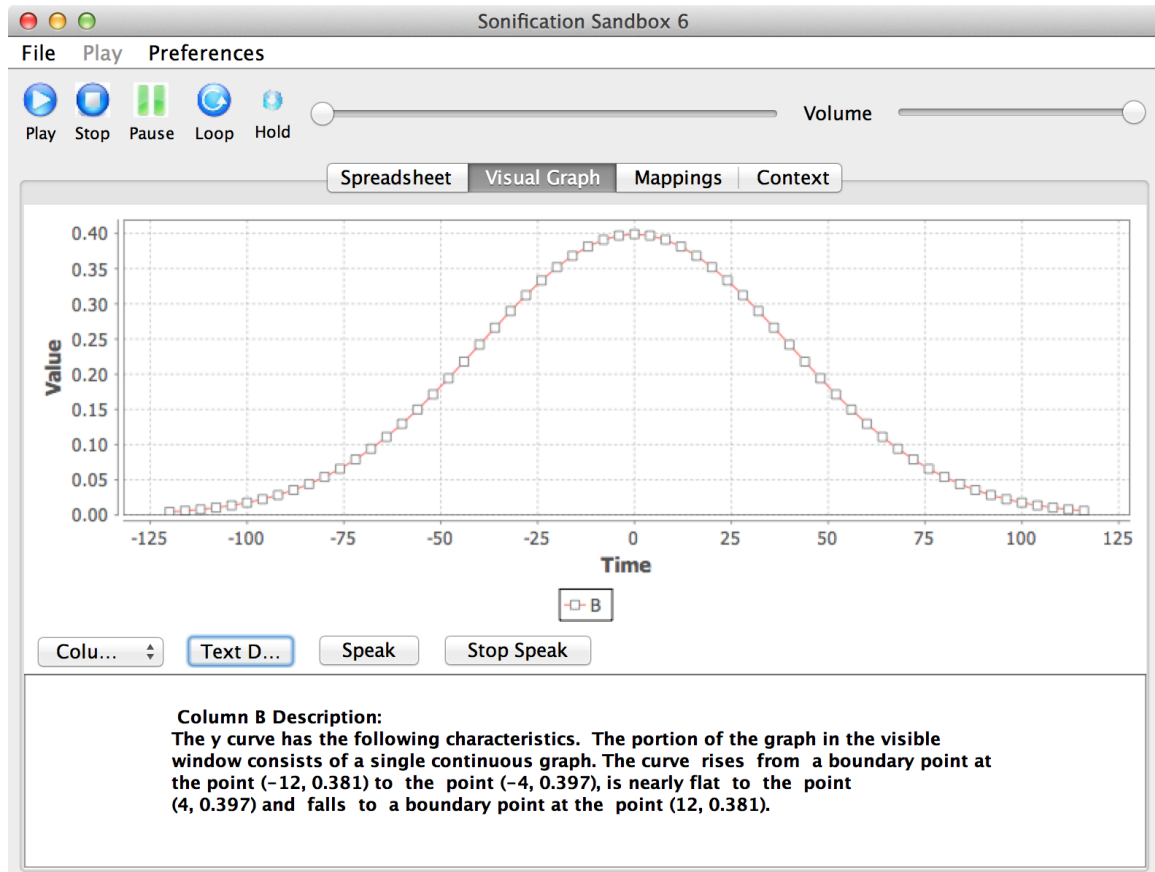 Sonification Sandbox 6
File Play Preferences
Play Stop Pause Loop Hold
Volume
Spreadsheet Visual Graph Mappings Context
0.40
0.35
0.30
0.25
0.20
0.15
0.10
0.05
0.00
Value
-125 -100 -75 -50 -25 0 25 50 75 100 125
Time
B
Colu... Text D... Speak Stop Speak
Column B Description:
The y curve has the following characteristics. The portion of the graph in the visible
window consists of a single continuous graph. The curve rises from a boundary point at
the point (-12, 0.381) to the point (-4, 0.397), is nearly flat to the point
(4, 0.397) and falls to a boundary point at the point (12, 0.381).